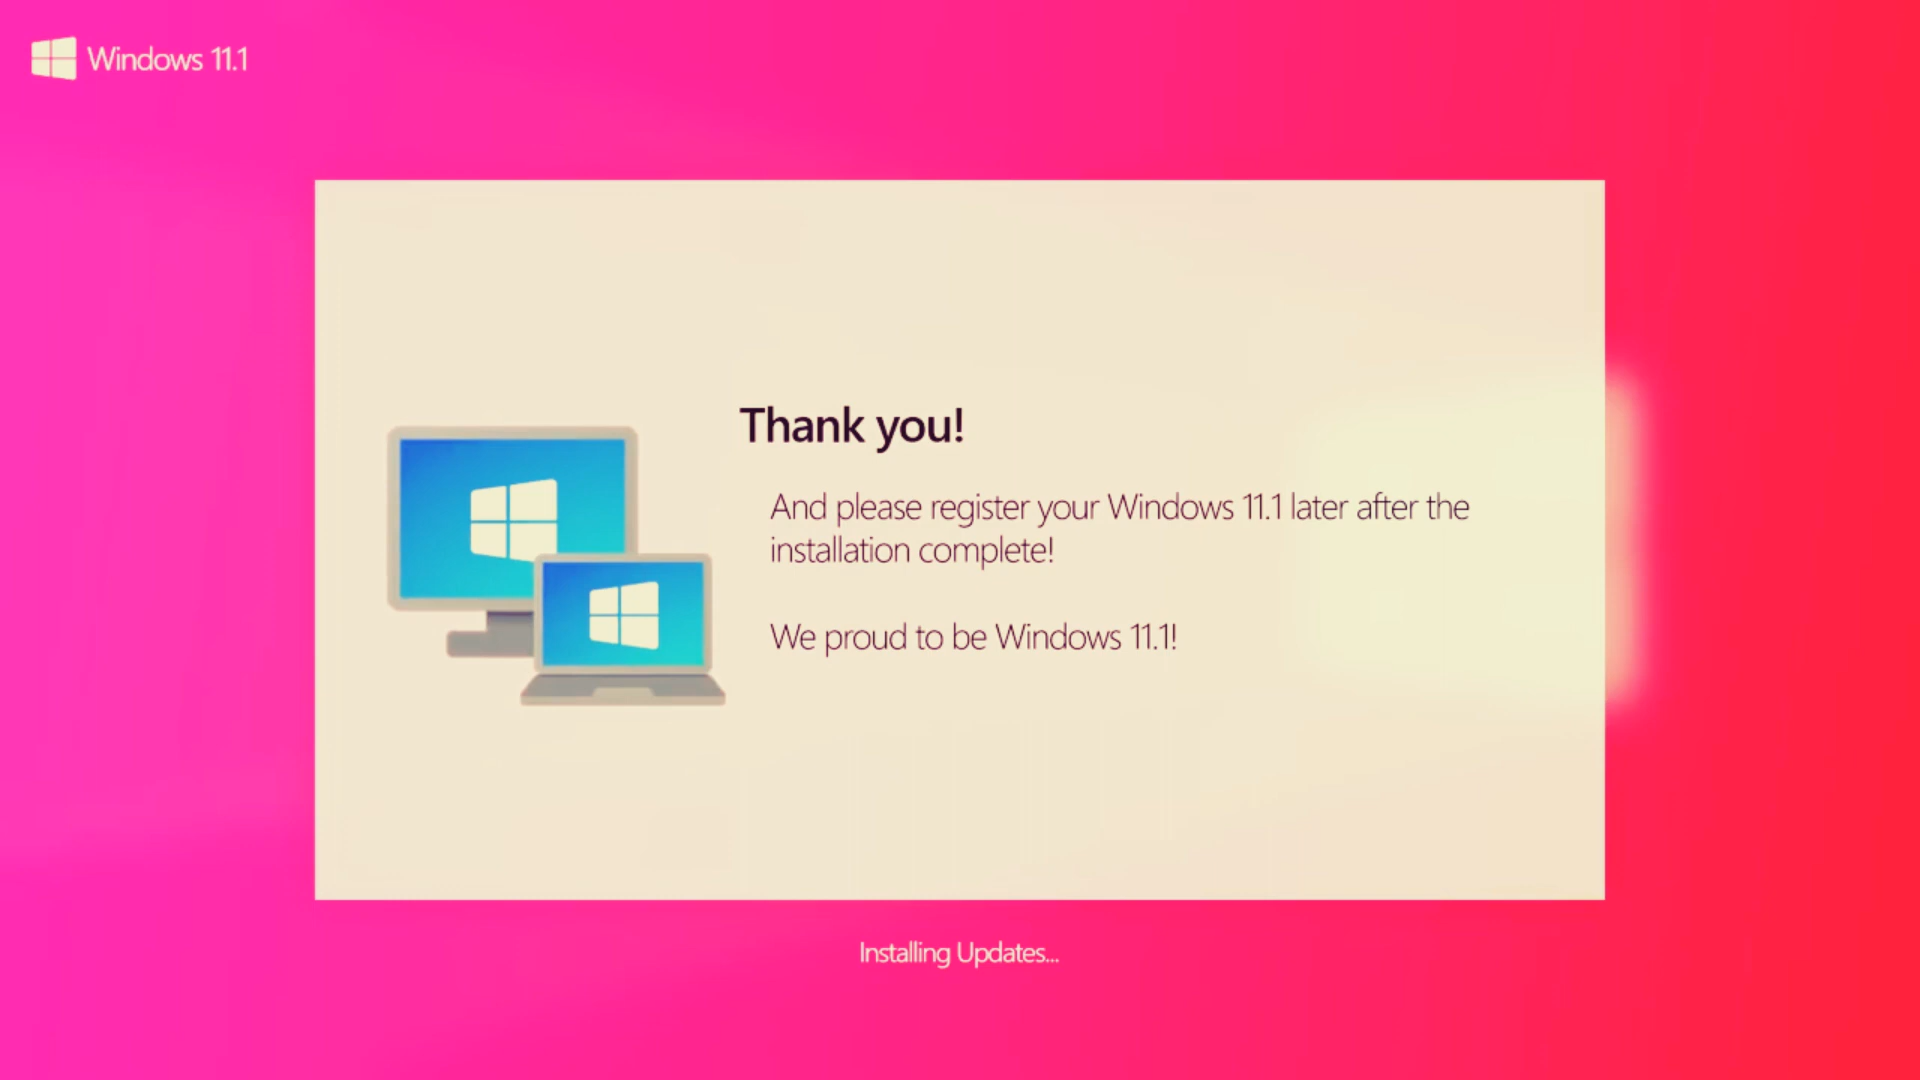 Windows 11.1
Thank you!
And please register your Windows 11.1 later after the
installation complete!
We proud to be Windows 11.1!
Installing Updates...